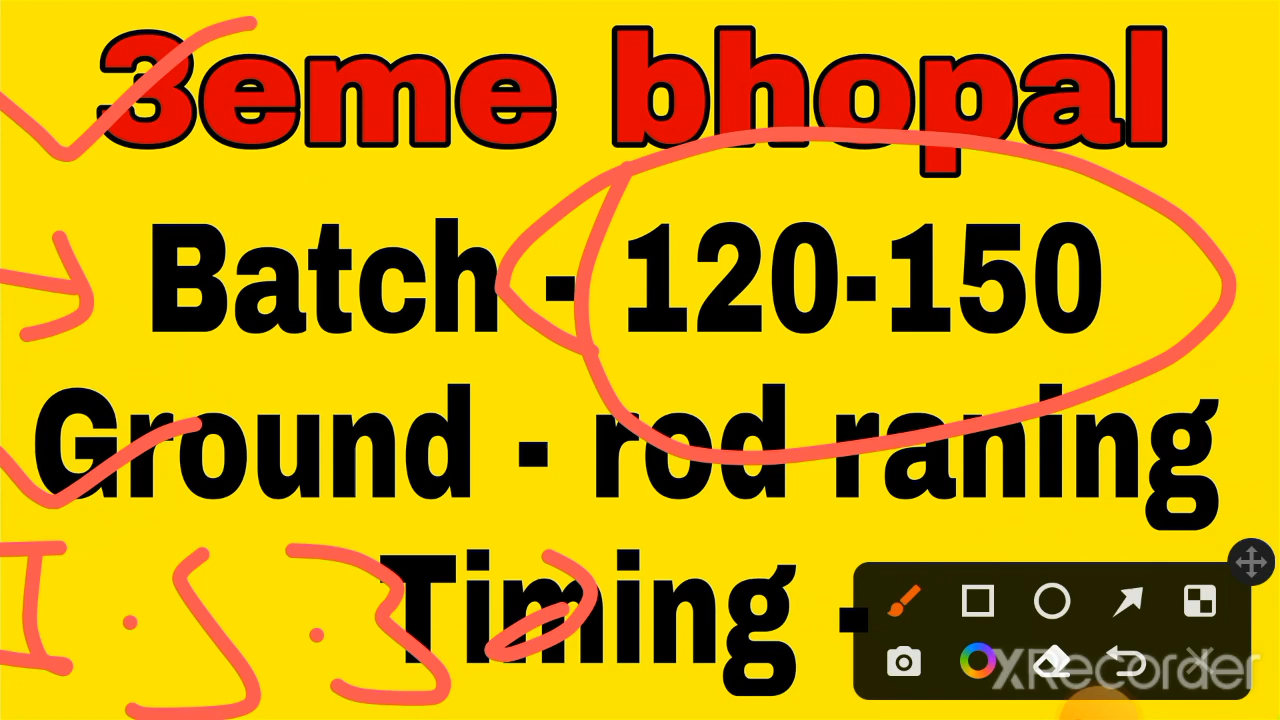 3eme bhopal
Batch - 120-150
Ground - rod raning
Timing -
XRecorder